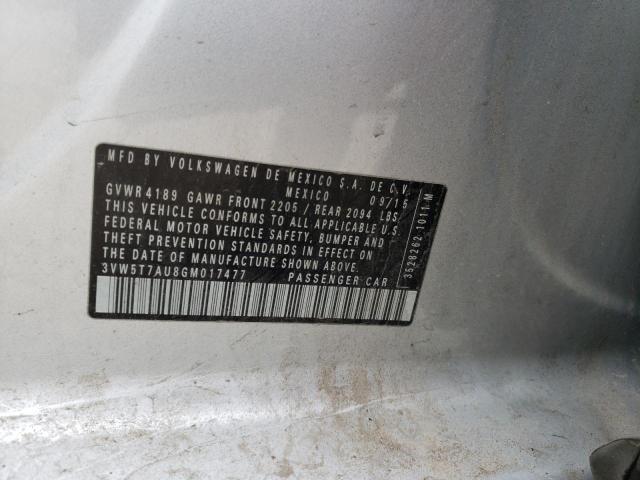 MFD BY VOLKSWAGEN DE MEXICO S.A. DE C.V.
MEXICO 09/15
GVWR 4189 GAWR FRONT 2205 / REAR 2094 LBS
THIS VEHICLE CONFORMS TO ALL APPLICABLE U.S.
FEDERAL MOTOR VEHICLE SAFETY, BUMPER AND
THEFT PREVENTION STANDARDS IN EFFECT ON
THE DATE OF MANUFACTURE SHOWN ABOVE.
3VW5T7AU8GM017477 PASSENGER CAR
3528262 1011 M